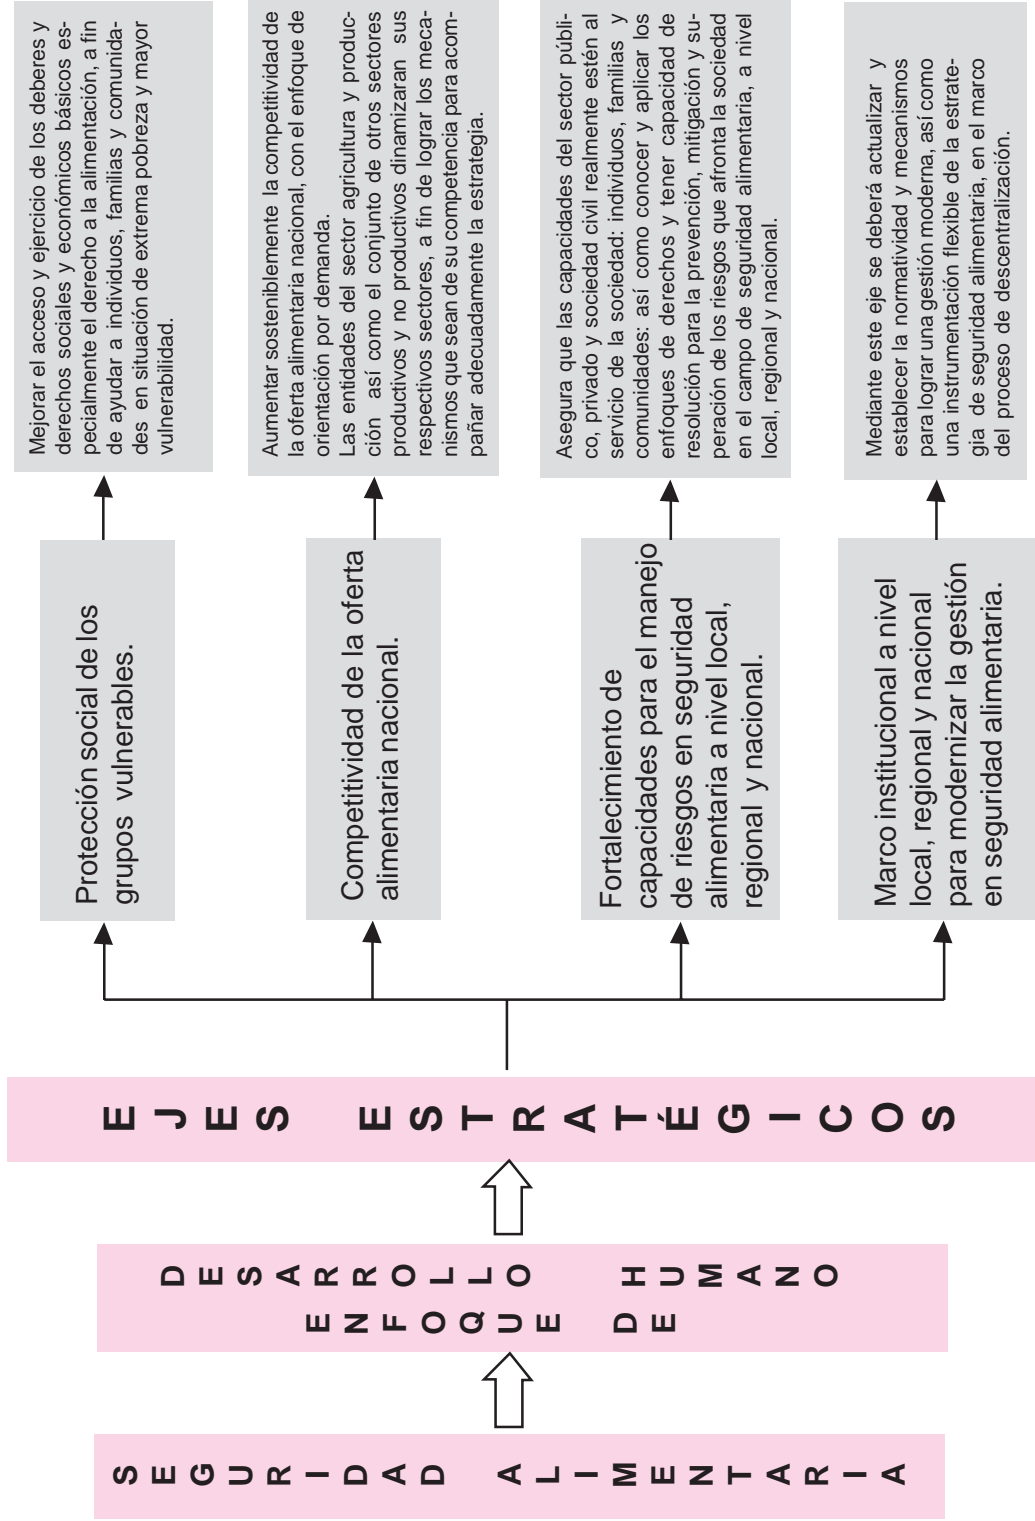 SEGURIDAD ALIMENTARIA
ENFOQUE DE
DESARROLLO HUMANO
EJES ESTRATÉGICOS
Protección social de los
grupos vulnerables.
Mejorar el acceso y ejercicio de los deberes y
derechos sociales y económicos básicos es-
pecialmente el derecho a la alimentación, a fin
de ayudar a individuos, familias y comunida-
des en situación de extrema pobreza y mayor
vulnerabilidad.
Competitividad de la oferta
alimentaria nacional.
Aumentar sosteniblemente la competitividad de
la oferta alimentaria nacional, con el enfoque de
orientación por demanda.
Las entidades del sector agricultura y produc-
ción así como el conjunto de otros sectores
productivos y no productivos dinamizaran sus
respectivos sectores, a fin de lograr los meca-
nismos que sean de su competencia para acom-
pañar adecuadamente la estrategia.
Fortalecimiento de
capacidades para el manejo
de riesgos en seguridad
alimentaria a nivel local,
regional y nacional.
Asegura que las capacidades del sector públi-
co, privado y sociedad civil realmente estén al
servicio de la sociedad: individuos, familias y
comunidades: así como conocer y aplicar los
enfoques de derechos y tener capacidad de
resolución para la prevención, mitigación y su-
peración de los riesgos que afronta la sociedad
en el campo de seguridad alimentaria, a nivel
local, regional y nacional.
Marco institucional a nivel
local, regional y nacional
para modernizar la gestión
en seguridad alimentaria.
Mediante este eje se deberá actualizar y
establecer la normatividad y mecanismos
para lograr una gestión moderna, así como
una instrumentación flexible de la estrate-
gia de seguridad alimentaria, en el marco
del proceso de descentralización.